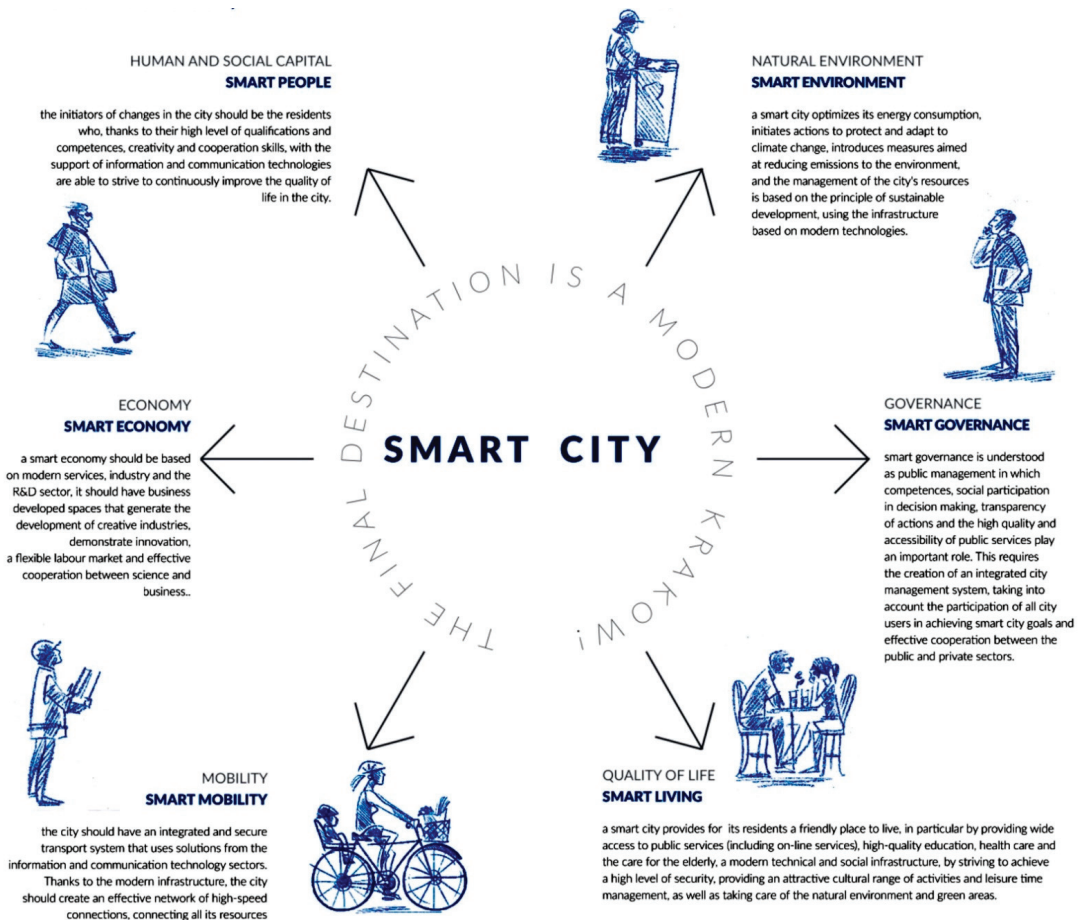 HUMAN AND SOCIAL CAPITAL
SMART PEOPLE
the initiators of changes in the city should be the residents
who, thanks to their high level of qualifications and
competences, creativity and cooperation skills, with the
support of information and communication technologies
are able to strive to continuously improve the quality of
life in the city.
NATURAL ENVIRONMENT
SMART ENVIRONMENT
a smart city optimizes its energy consumption,
initiates actions to protect and adapt to
climate change, introduces measures aimed
at reducing emissions to the environment,
and the management of the city's resources
is based on the principle of sustainable
development, using the infrastructure
based on modern technologies.
THE FINAL DESTINATION IS A MODERN KRAKOW!
SMART CITY
ECONOMY
SMART ECONOMY
a smart economy should be based
on modern services, industry and the
R&D sector, it should have business
developed spaces that generate the
development of creative industries,
demonstrate innovation,
a flexible labour market and effective
cooperation between science and
business..
GOVERNANCE
SMART GOVERNANCE
smart governance is understood
as public management in which
competences, social participation
in decision making, transparency
of actions and the high quality and
accessibility of public services play
an important role. This requires
the creation of an integrated city
management system, taking into
account the participation of all city
users in achieving smart city goals and
effective cooperation between the
public and private sectors.
MOBILITY
SMART MOBILITY
the city should have an integrated and secure
transport system that uses solutions from the
information and communication technology sectors.
Thanks to the modern infrastructure, the city
should create an effective network of high-speed
connections, connecting all its resources
QUALITY OF LIFE
SMART LIVING
a smart city provides for its residents a friendly place to live, in particular by providing wide
access to public services (including on-line services), high-quality education, health care and
the care for the elderly, a modern technical and social infrastructure, by striving to achieve
a high level of security, providing an attractive cultural range of activities and leisure time
management, as well as taking care of the natural environment and green areas.